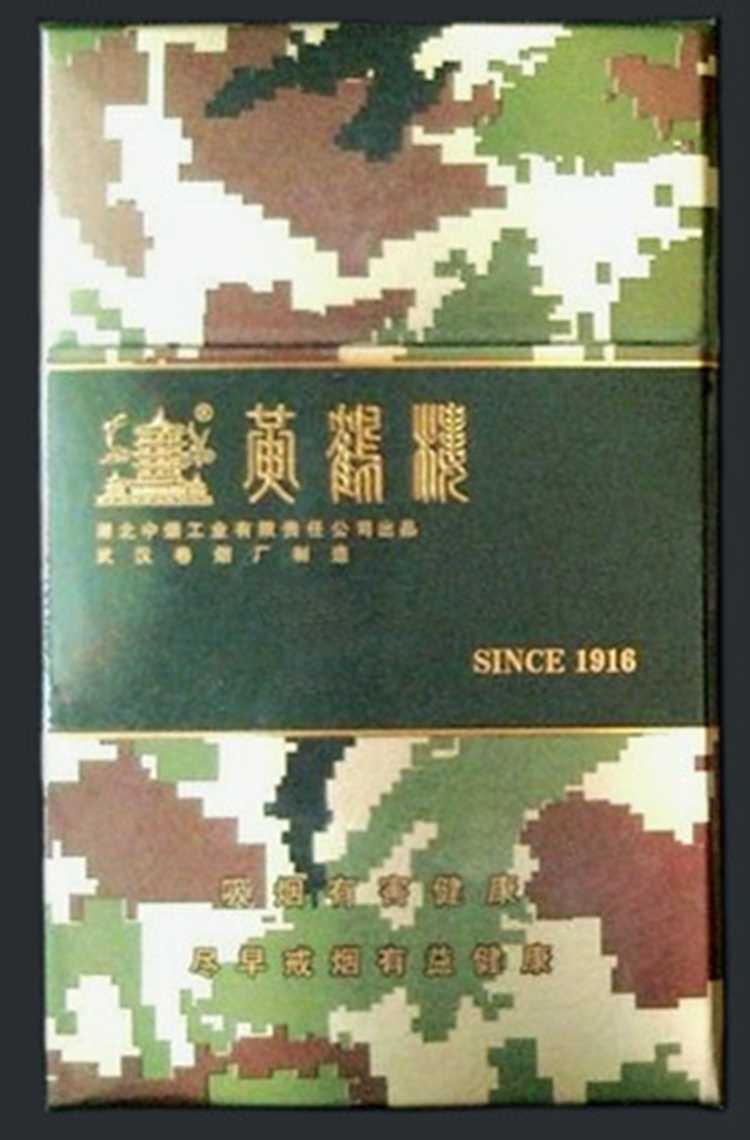 黄鹤楼®
湖北中烟工业有限责任公司出品
武汉卷烟厂制造
SINCE 1916
吸烟有害健康
尽早戒烟有益健康